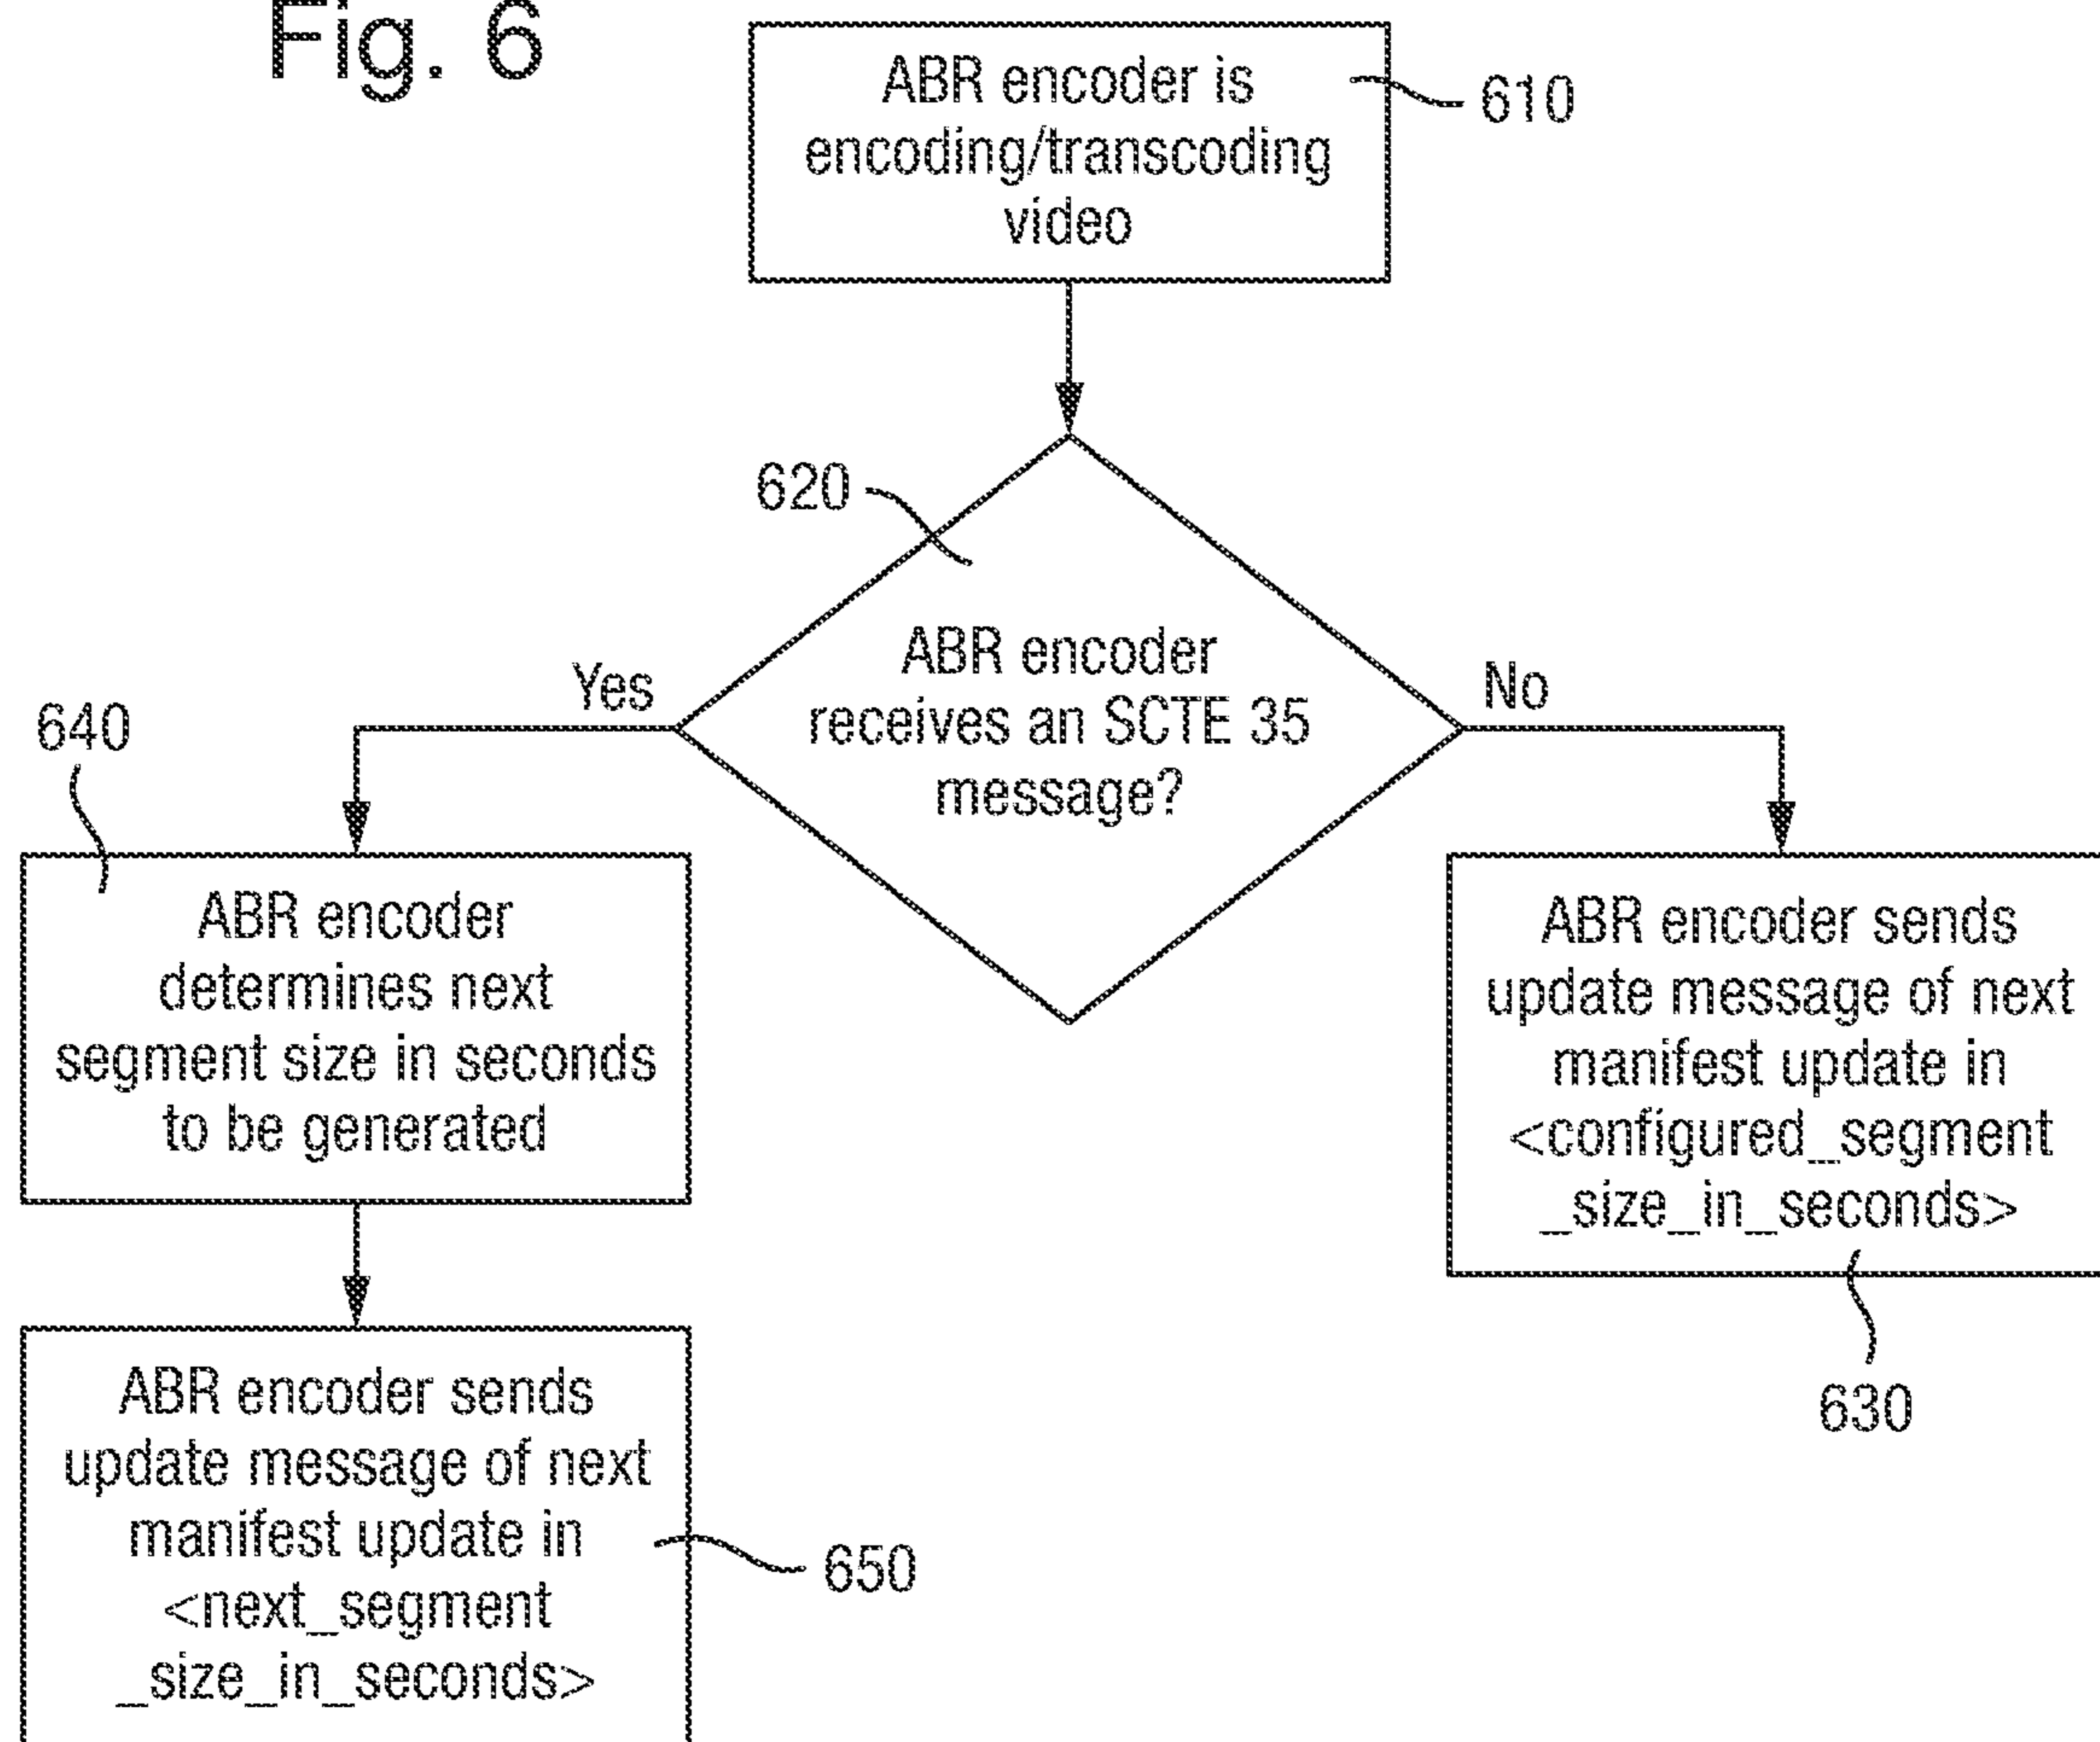 Fig. 6
ABR encoder is
encoding/transcoding
video
610
620
ABR encoder
receives an SCTE 35
message?
Yes
No
640
ABR encoder
determines next
segment size in seconds
to be generated
ABR encoder sends
update message of next
manifest update in
<configured_segment
_size_in_seconds>
630
ABR encoder sends
update message of next
manifest update in
<next_segment
_size_in_seconds>
650